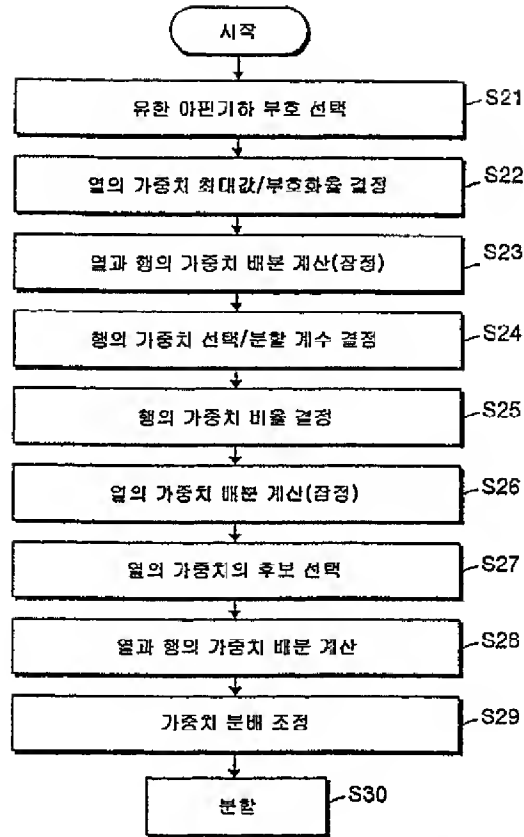 시작
유한 아핀기하 부호 선택
S21
열의 가중치 최대값/부호화율 결정
S22
열과 행의 가중치 배분 계산(잠정)
S23
행의 가중치 선택/분할 계수 결정
S24
행의 가중치 비율 결정
S25
열의 가중치 배분 계산(잠정)
S26
열의 가중치의 후보 선택
S27
열과 행의 가중치 배분 계산
S28
가중치 분배 조정
S29
분할
S30